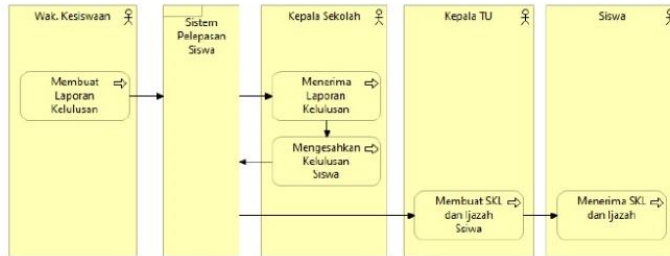 Wak. Kesiswaan
Sistem
Pelepasan
Siswa
Kepala Sekolah
Kepala TU
Siswa
Membuat
Laporan
Kelulusan
Menerima
Laporan
Kelulusan
Mengesahkan
Kelulusan
Siswa
Membuat SKL
dan Ijazah
Ssiwa
Menerima SKL
dan Ijazah